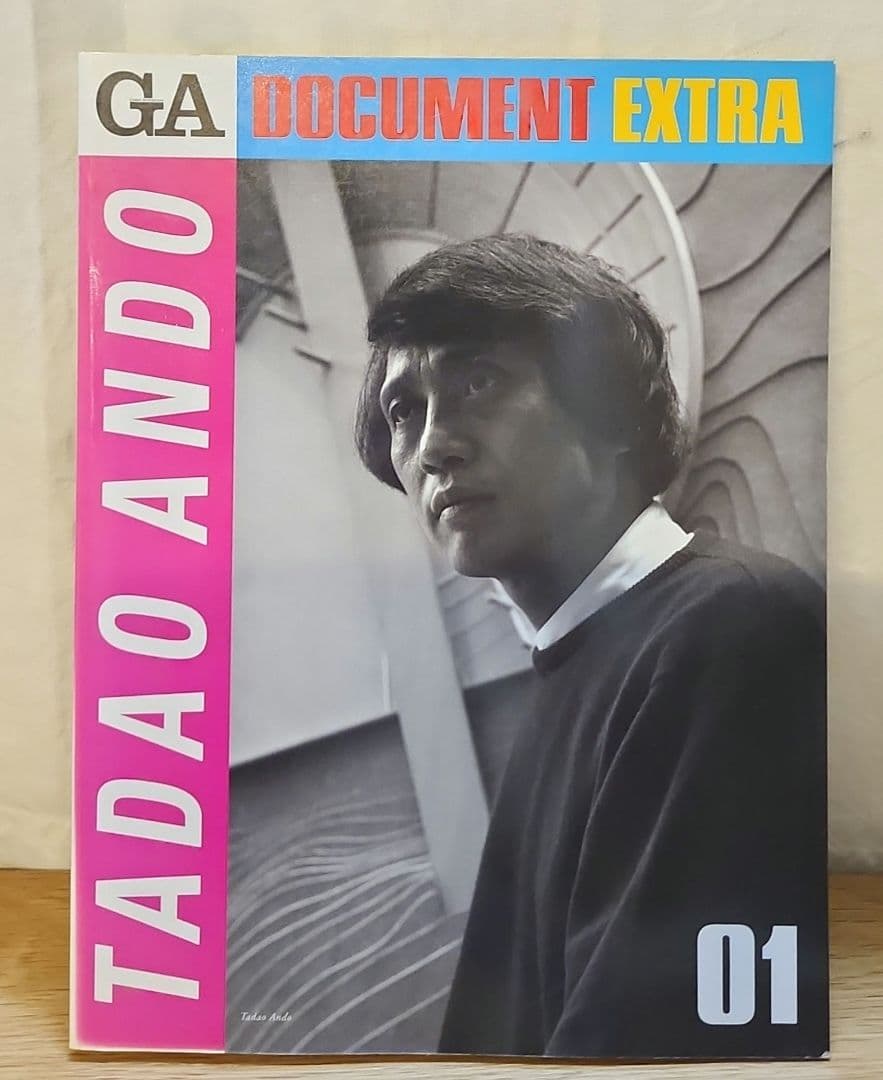 GA
DOCUMENT EXTRA
TADAO ANDO
Tadao Ando
01